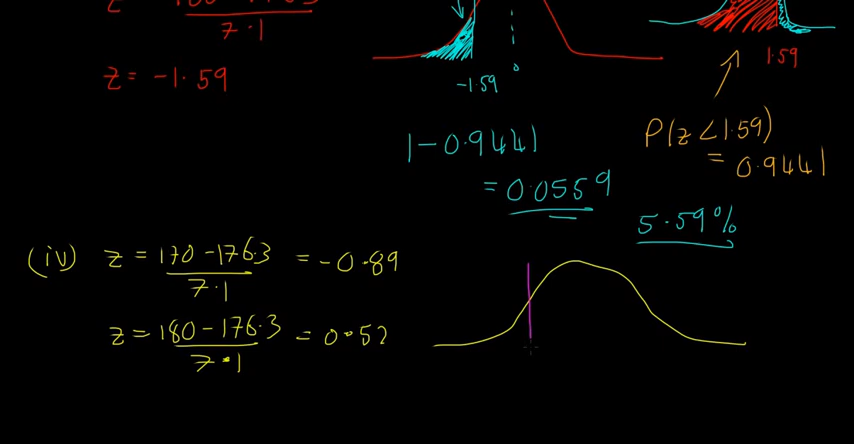 7.1
z = -1.59
-1.59
0
1.59
P(z < 1.59)
= 0.9441
1 - 0.9441
= 0.0559
5.59%
(iv) z = 170 - 176.3 = -0.89
7.1
z = 180 - 176.3 = 0.52
7.1